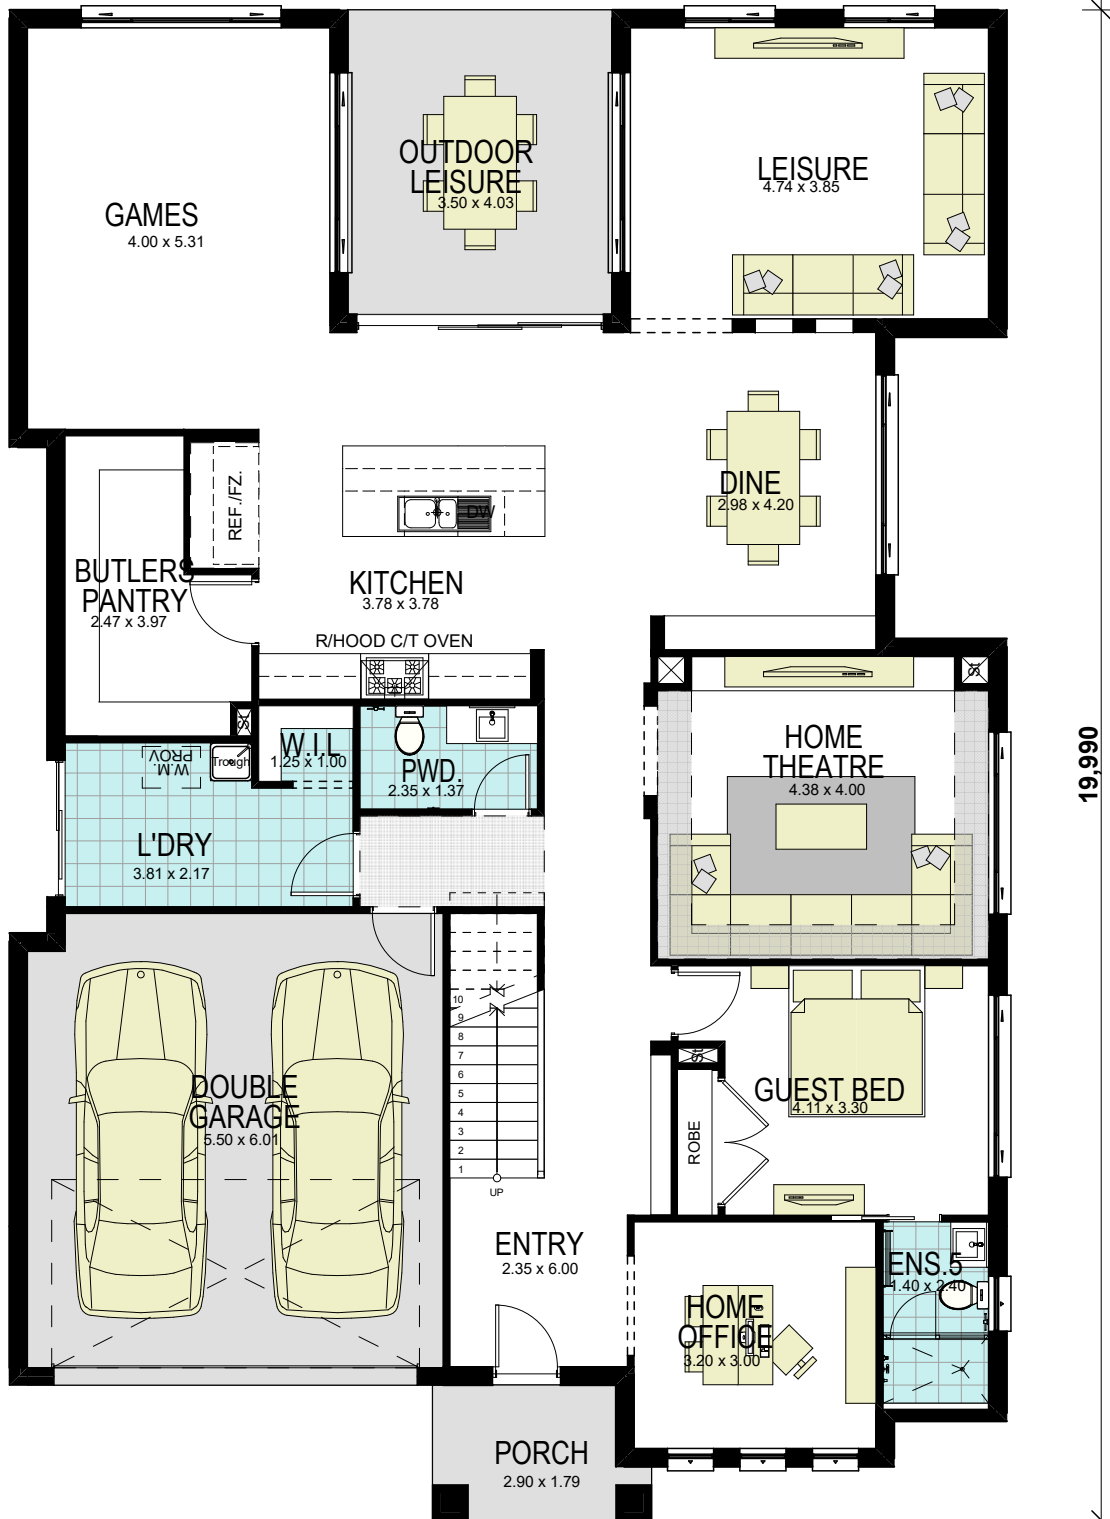 OUTDOOR
LEISURE
3.50 x 4.03
LEISURE
4.74 x 3.85
GAMES
4.00 x 5.31
REF./FZ.
DW
DINE
2.98 x 4.20
BUTLERS
PANTRY
2.47 x 3.97
KITCHEN
3.78 x 3.78
R/HOOD C/T OVEN
St
St
W.M.
PROV
Trough
W.I.L
1.25 x 1.00
PWD.
2.35 x 1.37
HOME
THEATRE
4.38 x 4.00
19,990
L'DRY
3.81 x 2.17
10
9
8
7
6
5
4
3
2
1
UP
St
ROBE
GUEST BED
4.11 x 3.30
DOUBLE
GARAGE
5.50 x 6.01
ENTRY
2.35 x 6.00
ENS.5
1.40 x 2.40
HOME
OFFICE
3.20 x 3.00
PORCH
2.90 x 1.79